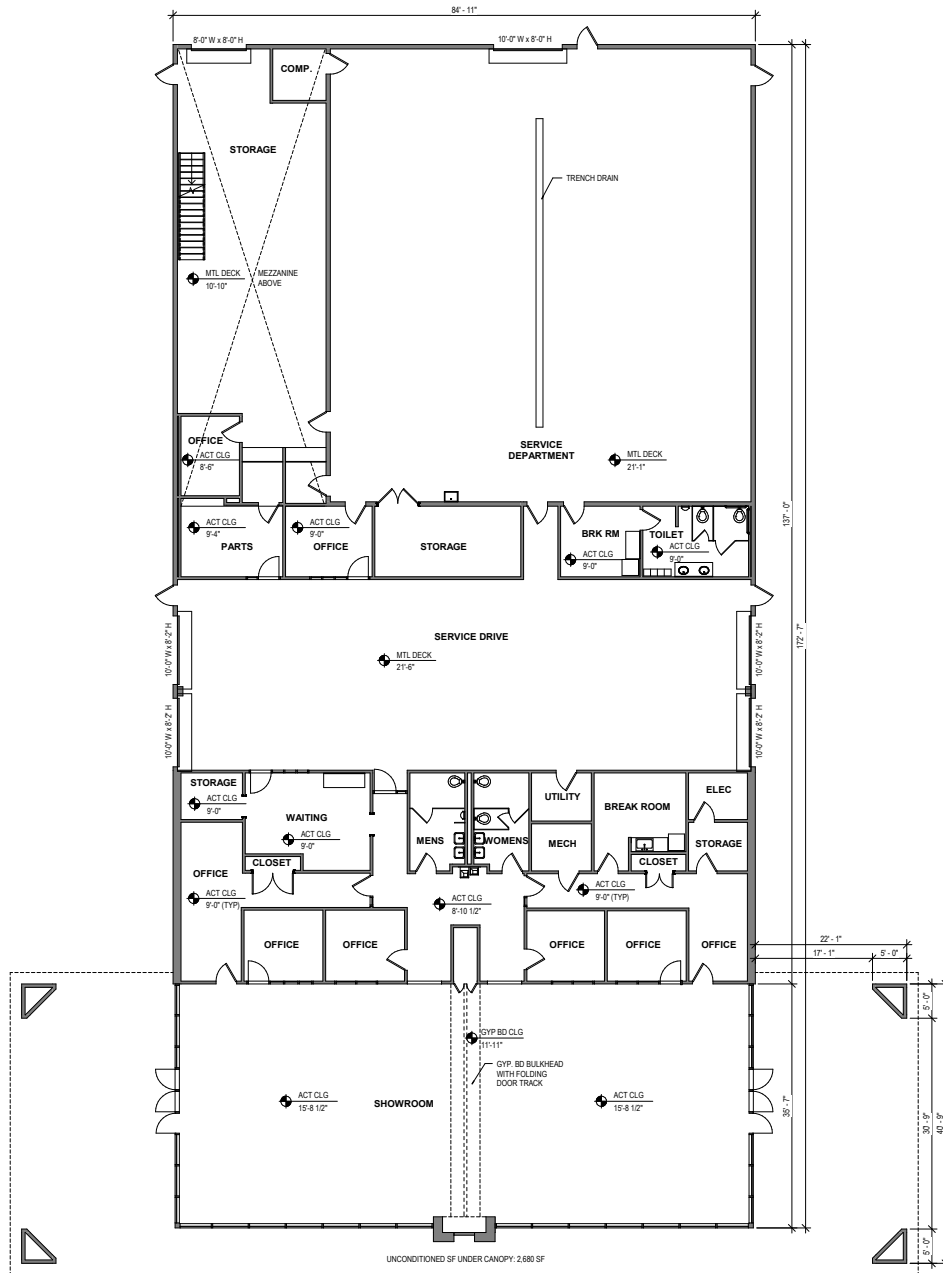 84' - 11"
8'-0" W x 8'-0" H
10'-0" W x 8'-0" H
COMP.
STORAGE
TRENCH DRAIN
MTL DECK
10'-10"
MEZZANINE
ABOVE
SERVICE
DEPARTMENT
MTL DECK
21'-1"
OFFICE
ACT CLG
8'-6"
137' - 0"
172' - 7"
ACT CLG
9'-4"
PARTS
ACT CLG
9'-0"
OFFICE
STORAGE
BRK RM
ACT CLG
9'-0"
TOILET
ACT CLG
9'-0"
SERVICE DRIVE
MTL DECK
21'-6"
10'-0" W x 8'-2" H
10'-0" W x 8'-2" H
10'-0" W x 8'-2" H
10'-0" W x 8'-2" H
STORAGE
ACT CLG
9'-0"
WAITING
ACT CLG
9'-0"
CLOSET
MENS
WOMENS
UTILITY
MECH
BREAK ROOM
CLOSET
ELEC
STORAGE
OFFICE
ACT CLG
9'-0" (TYP)
ACT CLG
8'-10 1/2"
ACT CLG
9'-0" (TYP)
OFFICE
OFFICE
OFFICE
OFFICE
OFFICE
22' - 1"
17' - 1"
5' - 0"
GYP BD CLG
11'-11"
GYP. BD BULKHEAD
WITH FOLDING
DOOR TRACK
ACT CLG
15'-8 1/2"
SHOWROOM
ACT CLG
15'-8 1/2"
35' - 7"
5' - 0"
30' - 9"
40' - 9"
5' - 0"
UNCONDITIONED SF UNDER CANOPY: 2,680 SF